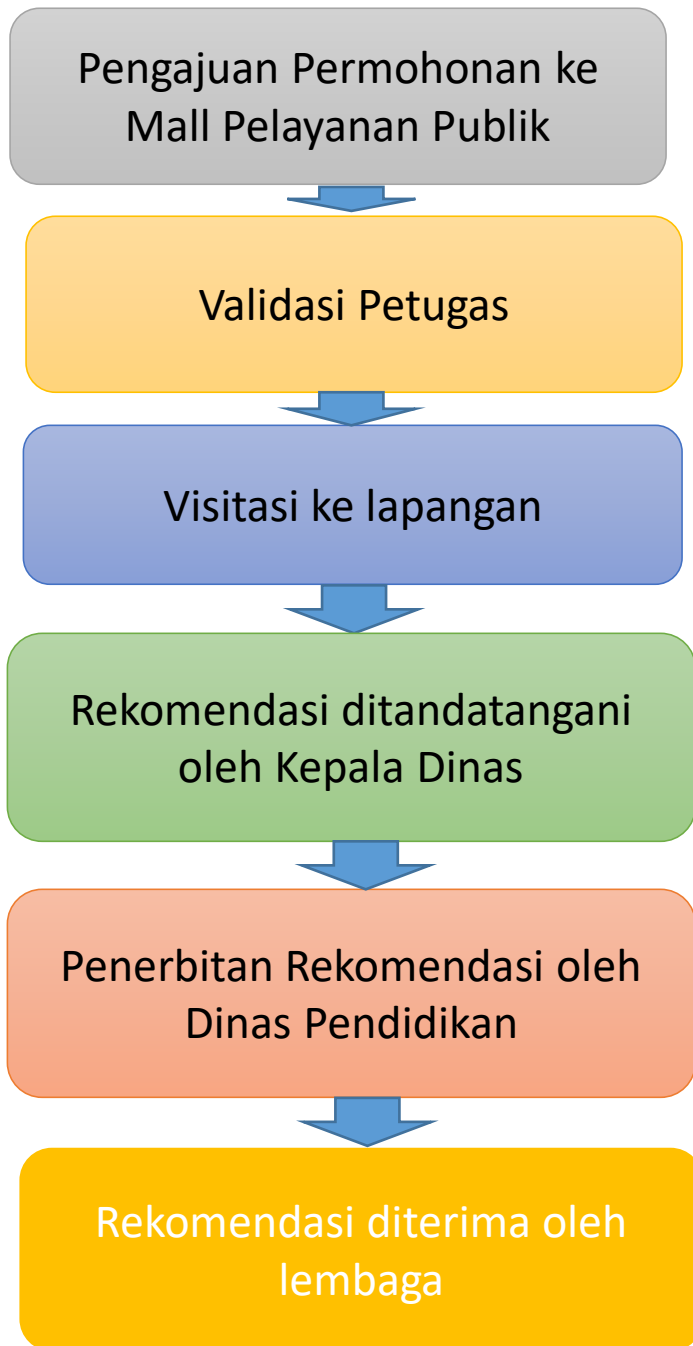 Pengajuan Permohonan ke
Mall Pelayanan Publik
Validasi Petugas
Visitasi ke lapangan
Rekomendasi ditandatangani
oleh Kepala Dinas
Penerbitan Rekomendasi oleh
Dinas Pendidikan
Rekomendasi diterima oleh
lembaga